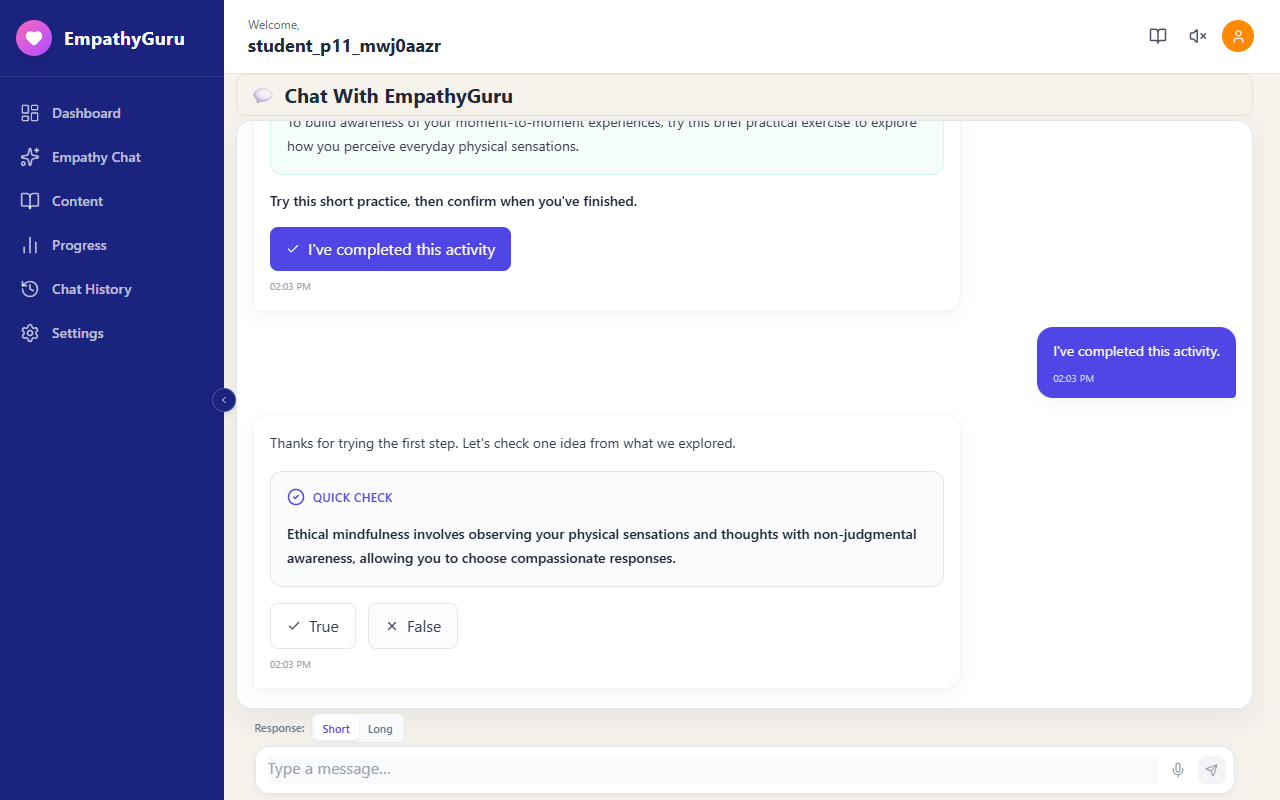 EmpathyGuru
Dashboard
Empathy Chat
Content
Progress
Chat History
Settings
Welcome,
student_p11_mwj0aazr
Chat With EmpathyGuru
To build awareness of your moment-to-moment experiences, try this brief practical exercise to explore
how you perceive everyday physical sensations.
Try this short practice, then confirm when you've finished.
I've completed this activity
02:03 PM
I've completed this activity.
02:03 PM
Thanks for trying the first step. Let's check one idea from what we explored.
QUICK CHECK
Ethical mindfulness involves observing your physical sensations and thoughts with non-judgmental
awareness, allowing you to choose compassionate responses.
True
False
02:03 PM
Response:
Short
Long
Type a message...